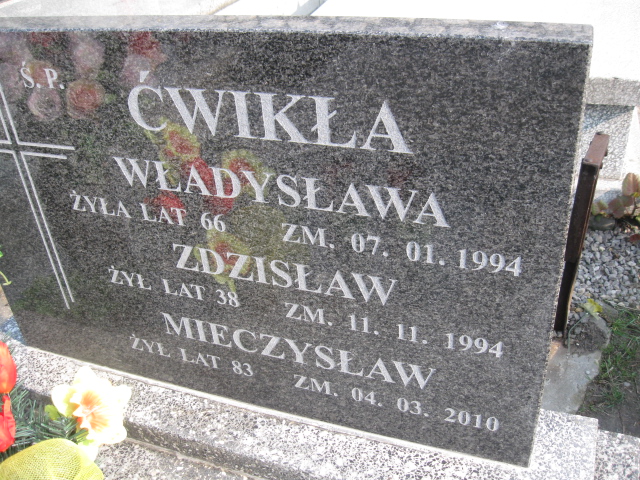 Ś. P.
ĆWIKŁA
WŁADYSŁAWA
ŻYŁA LAT 66 ZM. 07. 01. 1994
ZDZISŁAW
ŻYŁ LAT 38 ZM. 11. 11. 1994
MIECZYSŁAW
ŻYŁ LAT 83 ZM. 04. 03. 2010